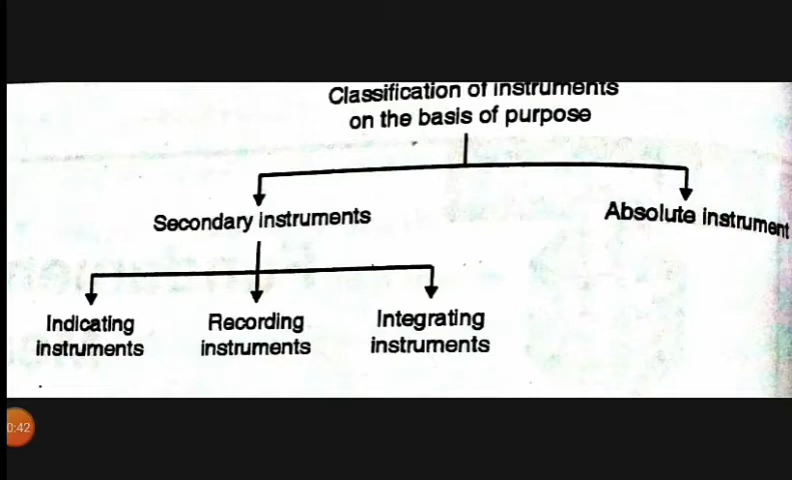 Classification of instruments
on the basis of purpose
Secondary instruments
Absolute instrument
Indicating
instruments
Recording
instruments
Integrating
instruments
0:42